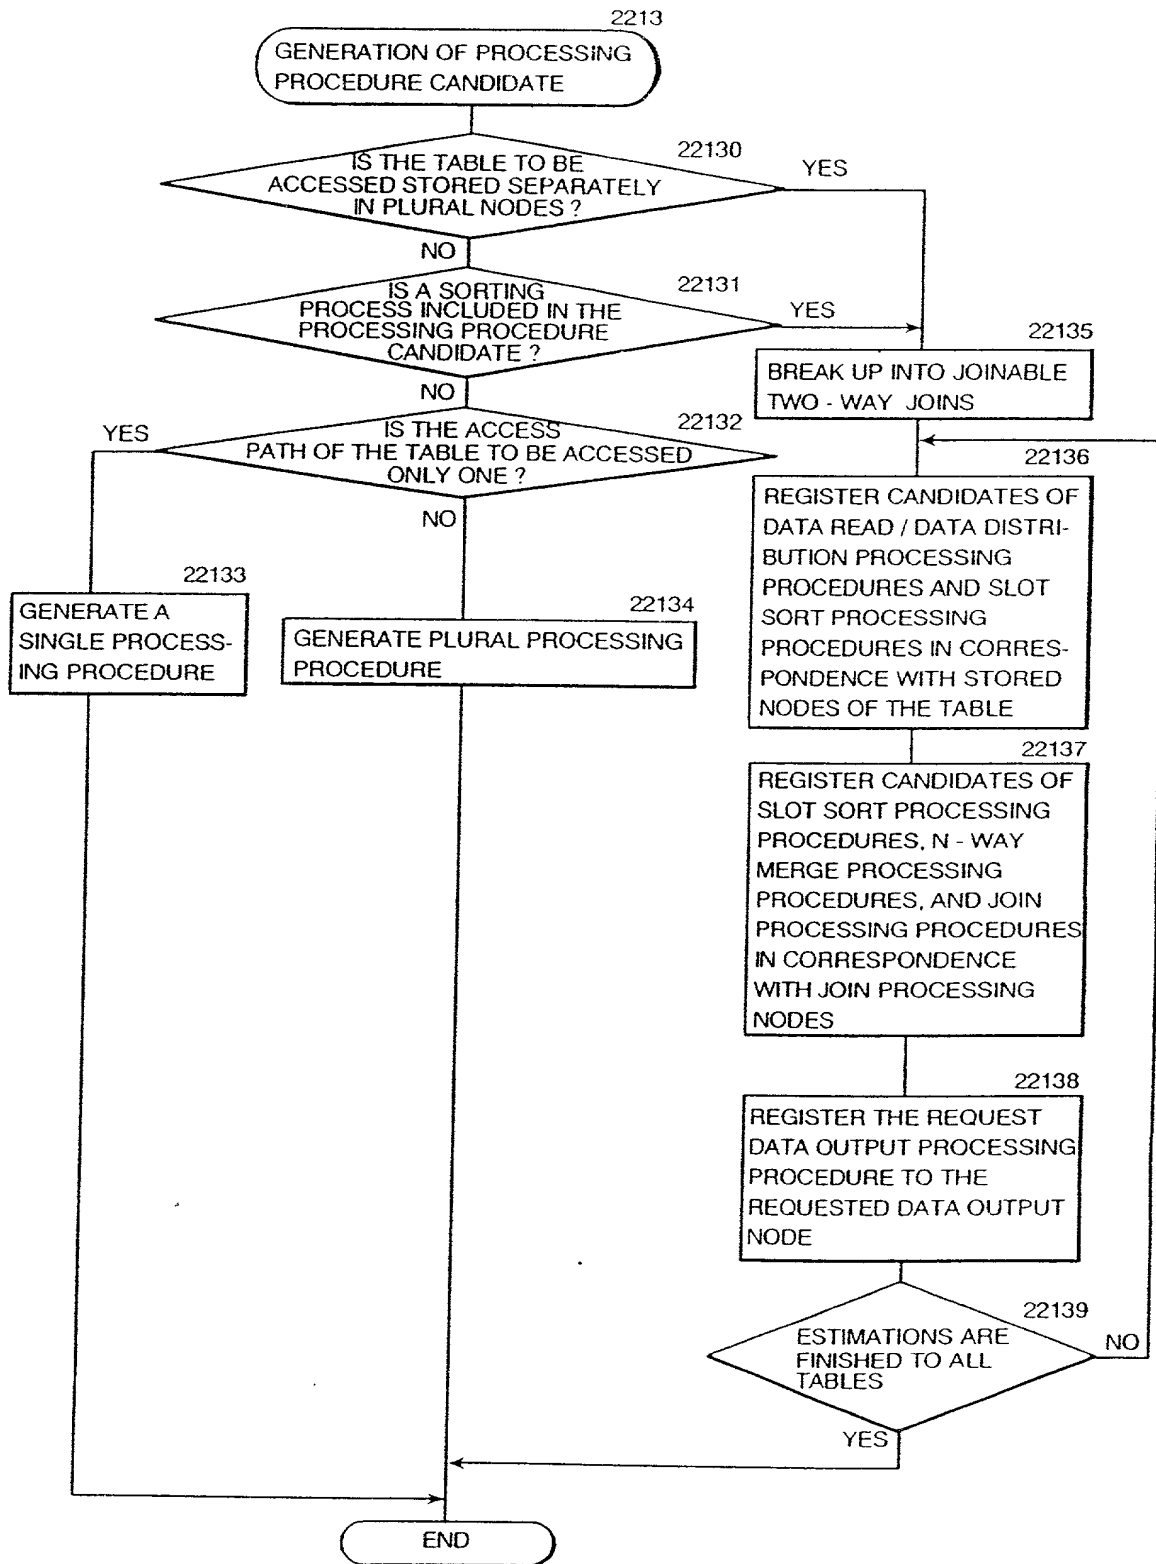 2213
GENERATION OF PROCESSING
PROCEDURE CANDIDATE
22130
IS THE TABLE TO BE
ACCESSED STORED SEPARATELY
IN PLURAL NODES ?
YES
NO
22131
IS A SORTING
PROCESS INCLUDED IN THE
PROCESSING PROCEDURE
CANDIDATE ?
YES
NO
22132
IS THE ACCESS
PATH OF THE TABLE TO BE ACCESSED
ONLY ONE ?
YES
NO
22133
GENERATE A
SINGLE PROCESS-
ING PROCEDURE
22134
GENERATE PLURAL PROCESSING
PROCEDURE
22135
BREAK UP INTO JOINABLE
TWO - WAY JOINS
22136
REGISTER CANDIDATES OF
DATA READ / DATA DISTRI-
BUTION PROCESSING
PROCEDURES AND SLOT
SORT PROCESSING
PROCEDURES IN CORRES-
PONDENCE WITH STORED
NODES OF THE TABLE
22137
REGISTER CANDIDATES OF
SLOT SORT PROCESSING
PROCEDURES, N - WAY
MERGE PROCESSING
PROCEDURES, AND JOIN
PROCESSING PROCEDURES
IN CORRESPONDENCE
WITH JOIN PROCESSING
NODES
22138
REGISTER THE REQUEST
DATA OUTPUT PROCESSING
PROCEDURE TO THE
REQUESTED DATA OUTPUT
NODE
22139
ESTIMATIONS ARE
FINISHED TO ALL
TABLES
NO
YES
END